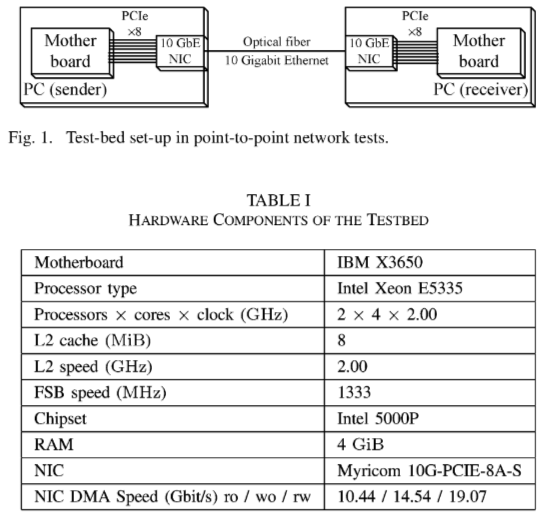 PCIe
×8
Mother
board
10 GbE
NIC
PC (sender)
Optical fiber
10 Gigabit Ethernet
PCIe
×8
10 GbE
NIC
Mother
board
PC (receiver)
Fig. 1. Test-bed set-up in point-to-point network tests.
TABLE I
HARDWARE COMPONENTS OF THE TESTBED
Motherboard IBM X3650
Processor type Intel Xeon E5335
Processors × cores × clock (GHz) 2 × 4 × 2.00
L2 cache (MiB) 8
L2 speed (GHz) 2.00
FSB speed (MHz) 1333
Chipset Intel 5000P
RAM 4 GiB
NIC Myricom 10G-PCIE-8A-S
NIC DMA Speed (Gbit/s) ro / wo / rw 10.44 / 14.54 / 19.07